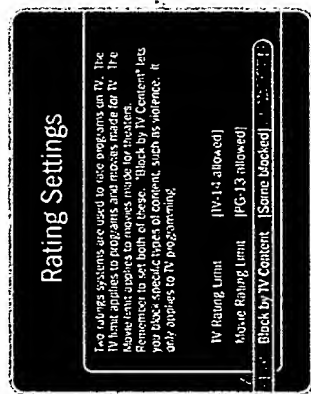 Rating Settings
Two ratings systems are used to rate programs on TV. The
TV limit applies to programs and movies made for TV. The
Movie limit applies to movies made for theaters.
Remember to set both of these. "Block by TV Content" lets
you block specific types of content, such as violence. It
only applies to TV programming
TV Rating Limit [TV-14 allowed]
Movie Rating Limit [PG-13 allowed]
Block by TV Content [Some blocked]